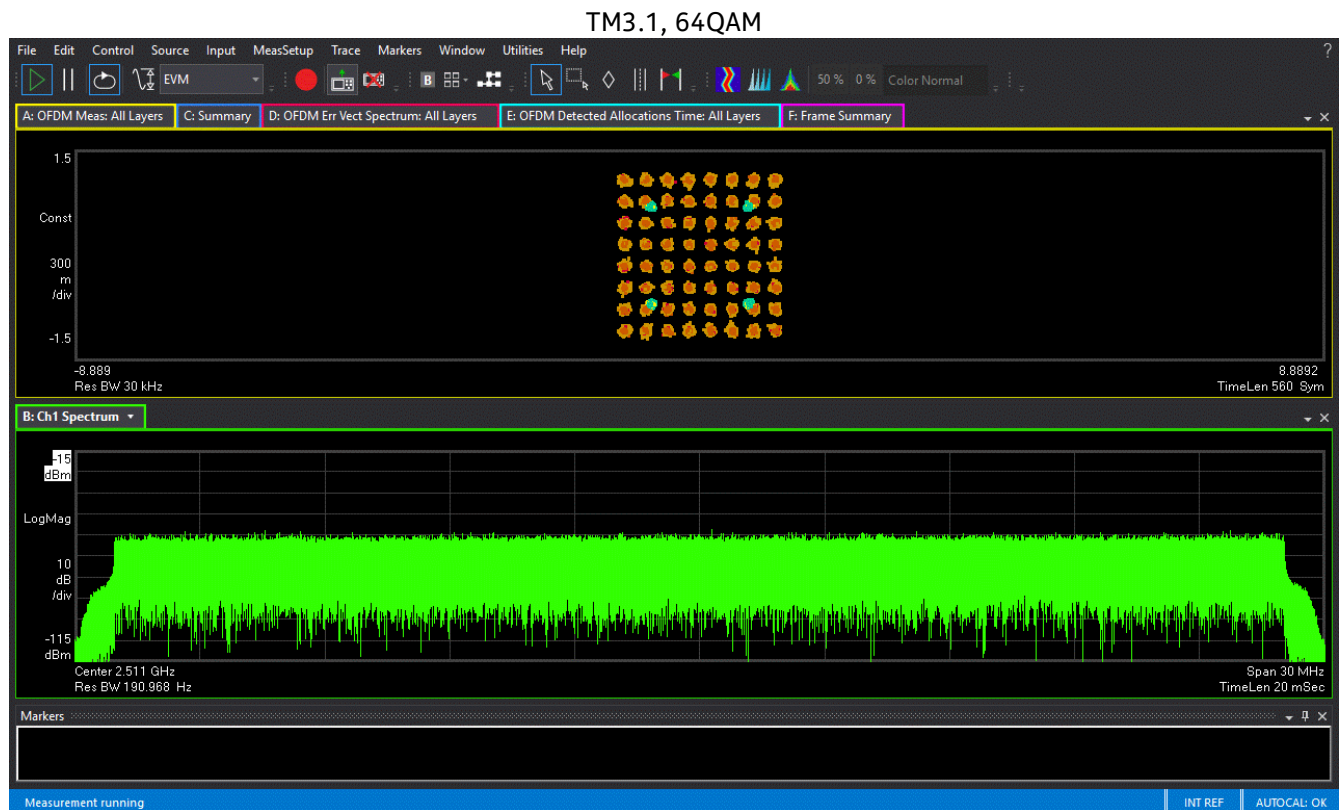 TM3.1, 64QAM
File Edit Control Source Input MeasSetup Trace Markers Window Utilities Help ?
EVM B 50 % 0 % Color Normal
A: OFDM Meas: All Layers C: Summary D: OFDM Err Vect Spectrum: All Layers E: OFDM Detected Allocations Time: All Layers F: Frame Summary
1.5
Const
300
m
/div
-1.5
-8.889 8.8892
Res BW 30 kHz TimeLen 560 Sym
B: Ch1 Spectrum
-15
dBm
LogMag
10
dB
/div
-115
dBm
Center 2.511 GHz Span 30 MHz
Res BW 190.968 Hz TimeLen 20 mSec
Markers
Measurement running INT REF AUTOCAL: OK